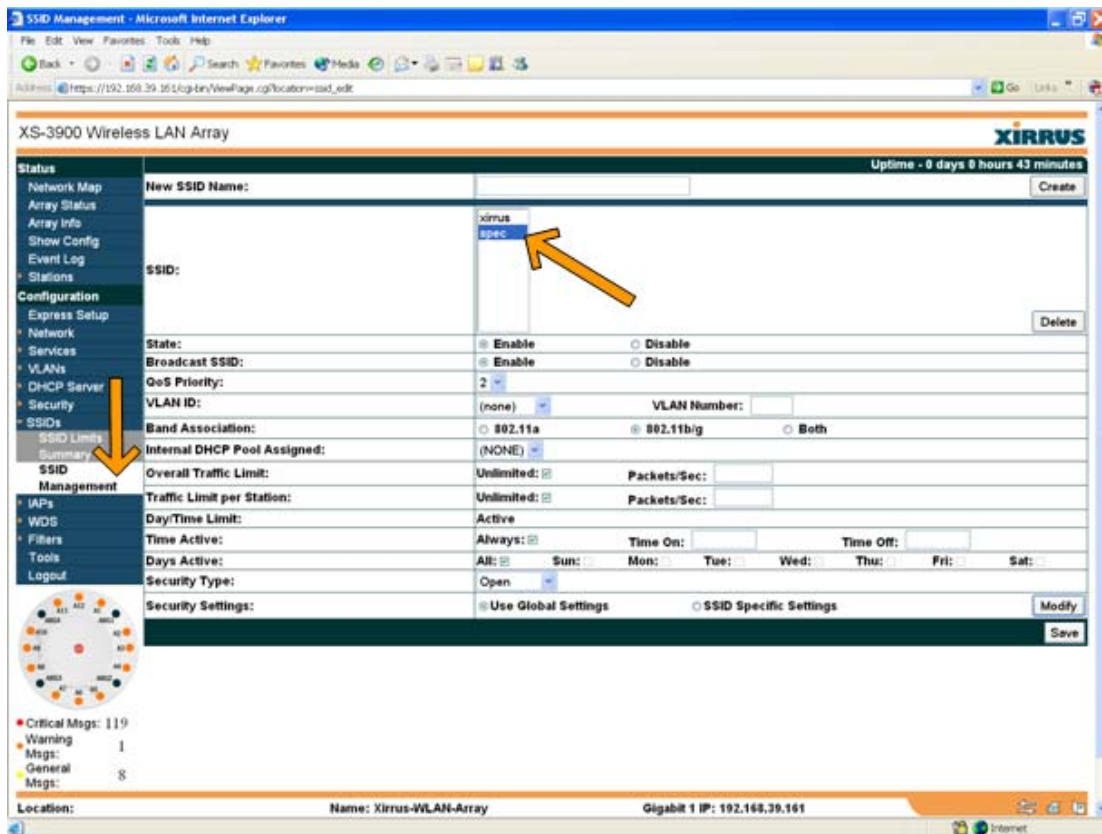 SSID Management - Microsoft Internet Explorer
File Edit View Favorites Tools Help
Back Search Favorites Media
Address https://192.168.39.161/cgi-bin/ViewPage.cgi?location=ssid_edit Go Links
XS-3900 Wireless LAN Array
XIRRUS
Status
Uptime - 0 days 0 hours 43 minutes
Network Map
Array Status
Array Info
Show Config
Event Log
Stations
Configuration
Express Setup
Network
Services
VLANs
DHCP Server
Security
SSIDs
SSID Limits
Summary
SSID
Management
IAPs
WDS
Filters
Tools
Logout
New SSID Name: Create
SSID:
xirrus
spec
Delete
State: Enable Disable
Broadcast SSID: Enable Disable
QoS Priority: 2
VLAN ID: (none) VLAN Number:
Band Association: 802.11a 802.11b/g Both
Internal DHCP Pool Assigned: (NONE)
Overall Traffic Limit: Unlimited: Packets/Sec:
Traffic Limit per Station: Unlimited: Packets/Sec:
Day/Time Limit: Active
Time Active: Always: Time On: Time Off:
Days Active: All: Sun: Mon: Tue: Wed: Thu: Fri: Sat:
Security Type: Open
Security Settings: Use Global Settings SSID Specific Settings Modify
Save
Critical Msgs: 119
Warning
Msgs: 1
General
Msgs: 8
Location: Name: Xirrus-WLAN-Array Gigabit 1 IP: 192.168.39.161
Internet